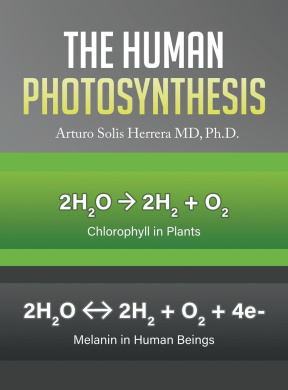 THE HUMAN
PHOTOSYNTHESIS
Arturo Solis Herrera MD, Ph.D.
2H₂O → 2H₂ + O₂
Chlorophyll in Plants
2H₂O ↔ 2H₂ + O₂ + 4e-
Melanin in Human Beings